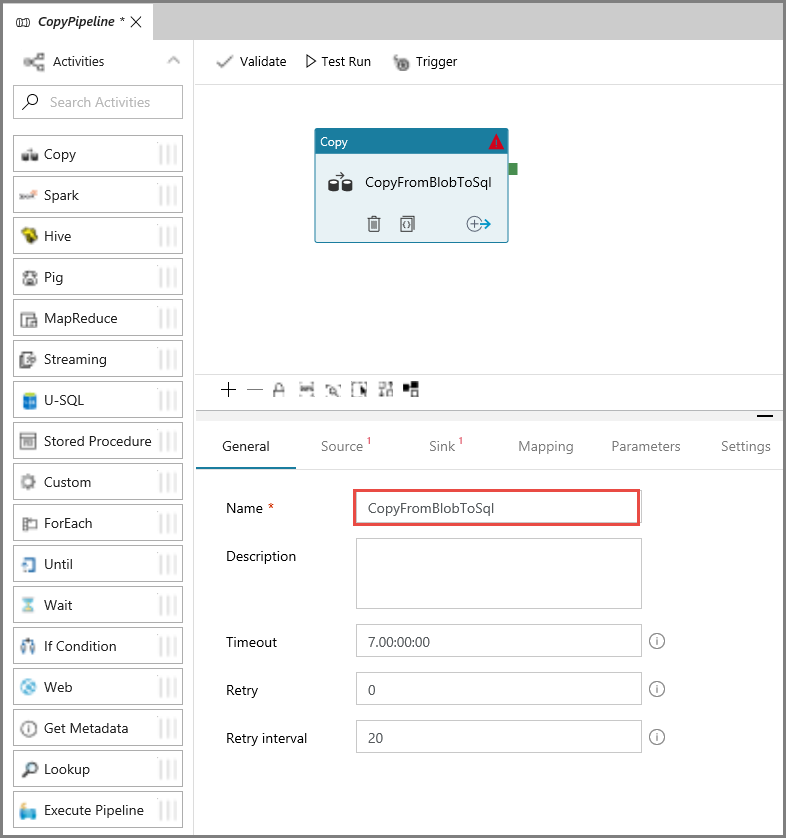 CopyPipeline *
Activities
Search Activities
Copy
Spark
Hive
Pig
MapReduce
Streaming
U-SQL
Stored Procedure
Custom
ForEach
Until
Wait
If Condition
Web
Get Metadata
Lookup
Execute Pipeline
Validate Test Run Trigger
Copy
CopyFromBlobToSql
General Source 1 Sink 1 Mapping Parameters Settings
Name * CopyFromBlobToSql
Description
Timeout 7.00:00:00
Retry 0
Retry interval 20